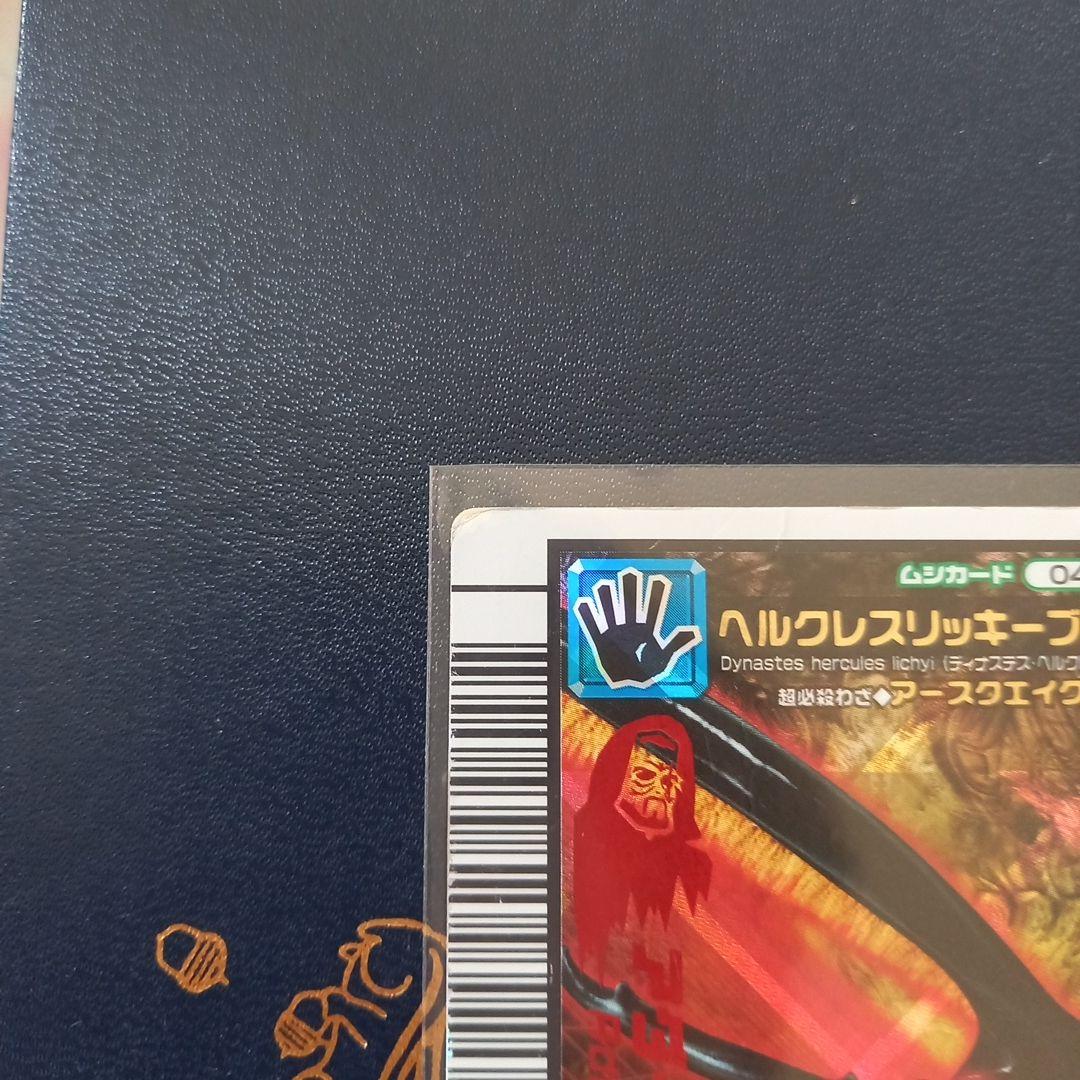 ムシカード 04
ヘルクレスリッキーブ
Dynastes hercules lichyi (ディナステス・ヘルク
超必殺わざ◆アースクエイク